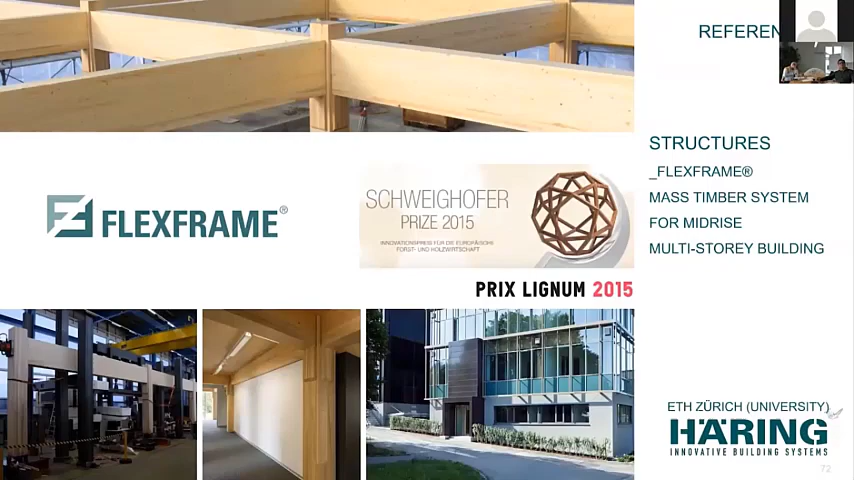 REFEREN
STRUCTURES
_FLEXFRAME®
MASS TIMBER SYSTEM
FOR MIDRISE
MULTI-STOREY BUILDING
FLEXFRAME®
SCHWEIGHOFER
PRIZE 2015
INNOVATIONSPREIS FÜR DIE EUROPÄISCHE
FORST- UND HOLZWIRTSCHAFT
PRIX LIGNUM 2015
ETH ZÜRICH (UNIVERSITY)
HÄRING
INNOVATIVE BUILDING SYSTEMS
72